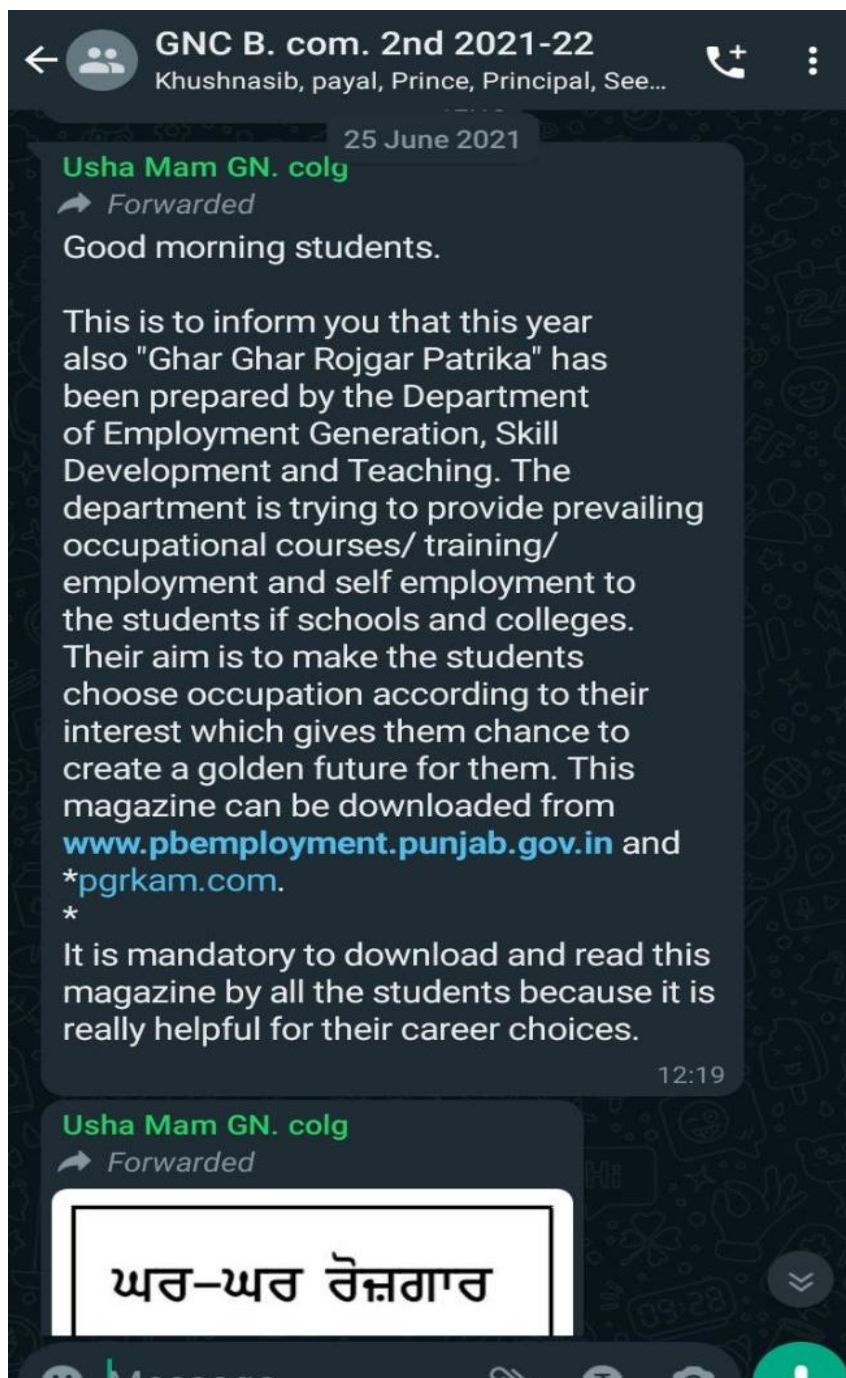 GNC B. com. 2nd 2021-22
Khushnasib, payal, Prince, Principal, See...
25 June 2021
Usha Mam GN. colg
Forwarded
Good morning students.
This is to inform you that this year
also "Ghar Ghar Rojgar Patrika" has
been prepared by the Department
of Employment Generation, Skill
Development and Teaching. The
department is trying to provide prevailing
occupational courses/ training/
employment and self employment to
the students if schools and colleges.
Their aim is to make the students
choose occupation according to their
interest which gives them chance to
create a golden future for them. This
magazine can be downloaded from
www.pbemployment.punjab.gov.in and
*pgrkam.com.
*
It is mandatory to download and read this
magazine by all the students because it is
really helpful for their career choices.
12:19
Usha Mam GN. colg
Forwarded
ਘਰ-ਘਰ ਰੋਜ਼ਗਾਰ